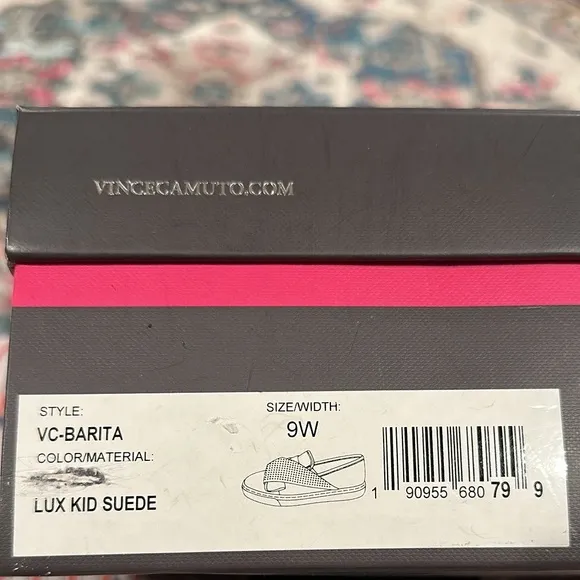 VINCECAMUTO.COM
STYLE:
VC-BARITA
SIZE/WIDTH:
9W
COLOR/MATERIAL:
LUX KID SUEDE
1 90955 680 79 9